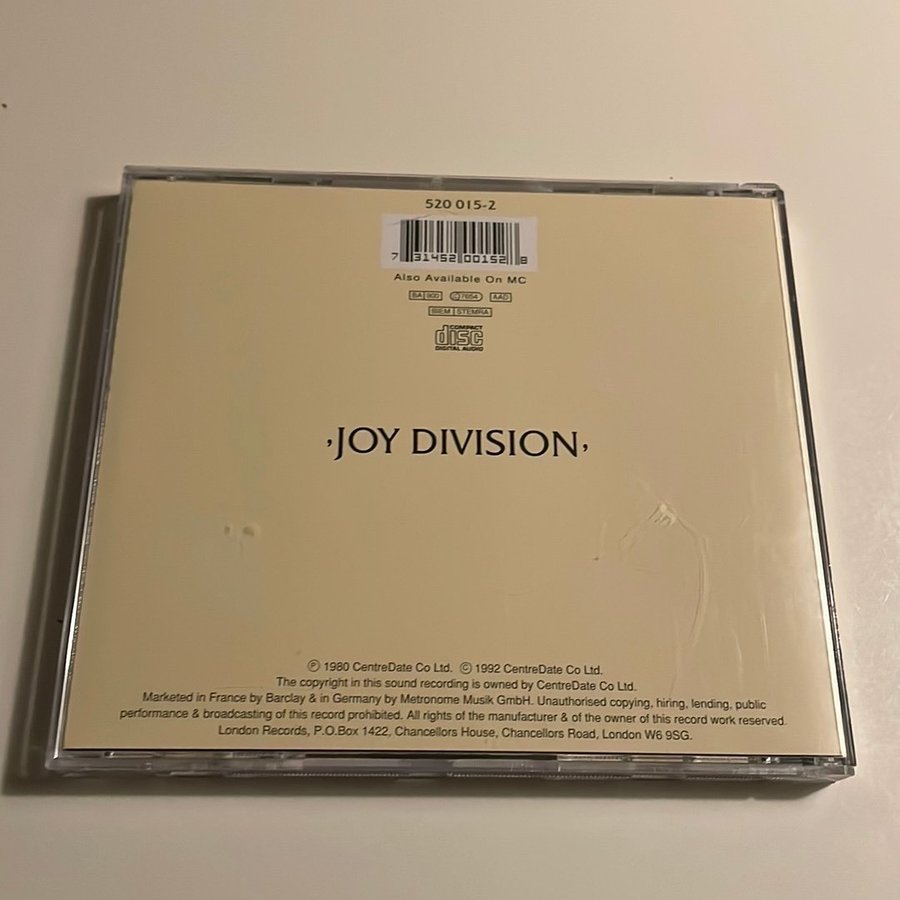 520 015-2
7 31452 00152 8
Also Available On MC
BA 900 Ⓛ7654 AAD
BIEM STEMRA
COMPACT
disc
DIGITAL AUDIO
,JOY DIVISION,
℗ 1980 CentreDate Co Ltd. © 1992 CentreDate Co Ltd.
The copyright in this sound recording is owned by CentreDate Co Ltd.
Marketed in France by Barclay & in Germany by Metronome Musik GmbH. Unauthorised copying, hiring, lending, public
performance & broadcasting of this record prohibited. All rights of the manufacturer & of the owner of this record work reserved.
London Records, P.O.Box 1422, Chancellors House, Chancellors Road, London W6 9SG.